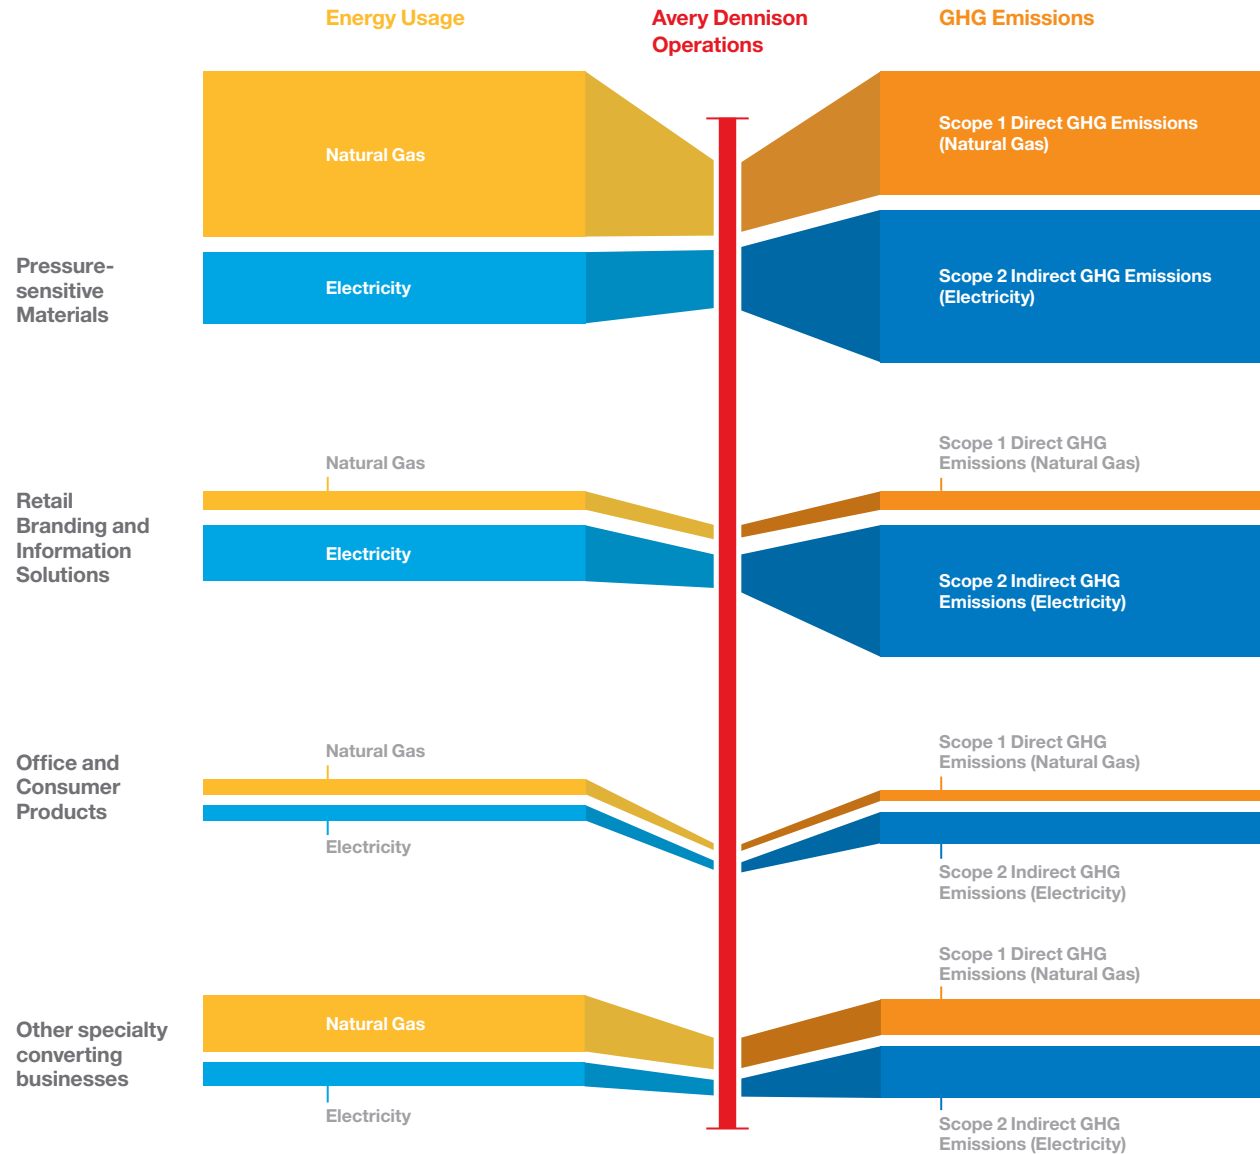 Energy Usage
Avery Dennison
Operations
GHG Emissions
Pressure-
sensitive
Materials
Natural Gas
Electricity
Scope 1 Direct GHG Emissions
(Natural Gas)
Scope 2 Indirect GHG Emissions
(Electricity)
Retail
Branding and
Information
Solutions
Natural Gas
Electricity
Scope 1 Direct GHG
Emissions (Natural Gas)
Scope 2 Indirect GHG
Emissions (Electricity)
Office and
Consumer
Products
Natural Gas
Electricity
Scope 1 Direct GHG
Emissions (Natural Gas)
Scope 2 Indirect GHG
Emissions (Electricity)
Other specialty
converting
businesses
Natural Gas
Electricity
Scope 1 Direct GHG
Emissions (Natural Gas)
Scope 2 Indirect GHG
Emissions (Electricity)